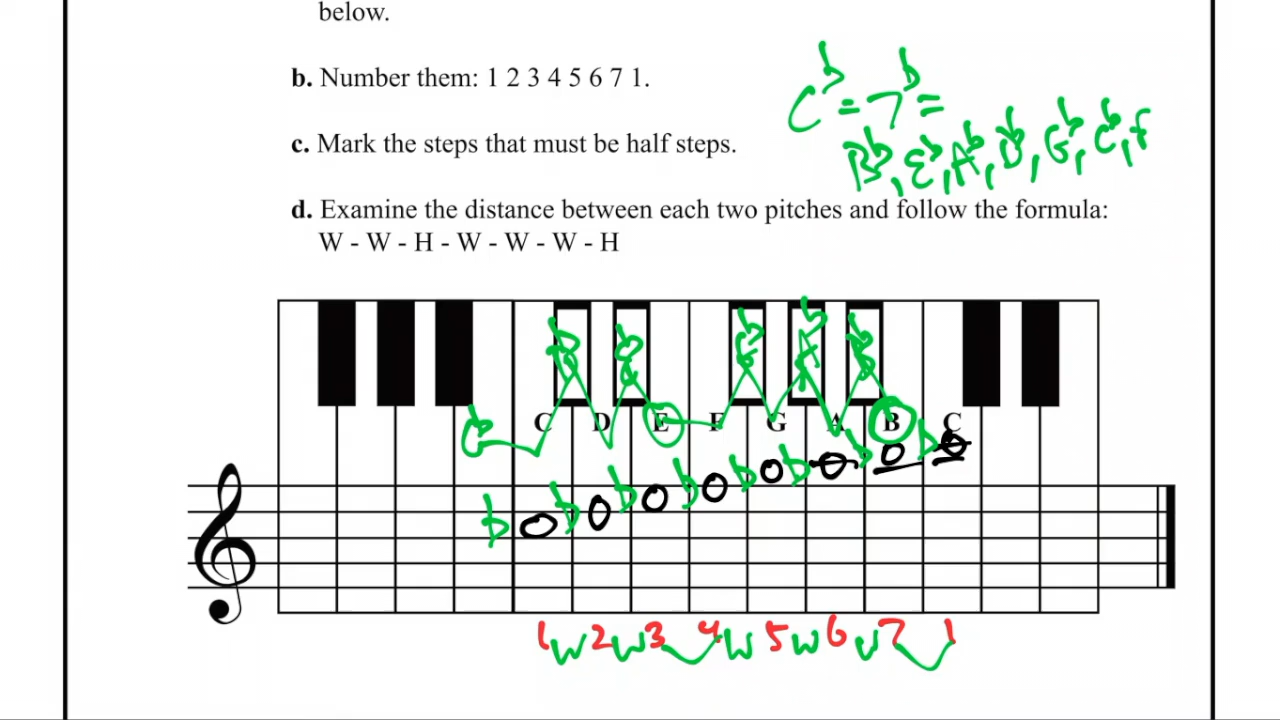 below.
b. Number them: 1 2 3 4 5 6 7 1.
c. Mark the steps that must be half steps.
d. Examine the distance between each two pitches and follow the formula:
W - W - H - W - W - W - H
C♭ = 7♭ =
B♭, E♭, A♭, D♭, G♭, C♭, F
D♭ E♭ G♭ A♭ B♭
C♭ C D E F G A B C
♭ ♭ ♭ ♭ ♭ ♭ ♭ ♭
1 W 2 W 3 4 W 5 W 6 W 7 1